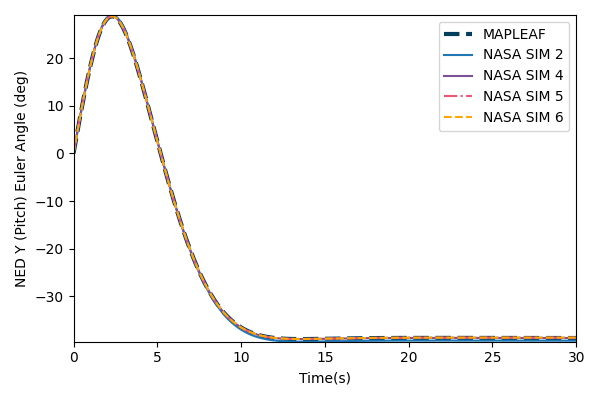 NED Y (Pitch) Euler Angle (deg)
20
10
0
−10
−20
−30
MAPLEAF
NASA SIM 2
NASA SIM 4
NASA SIM 5
NASA SIM 6
0 5 10 15 20 25 30
Time(s)